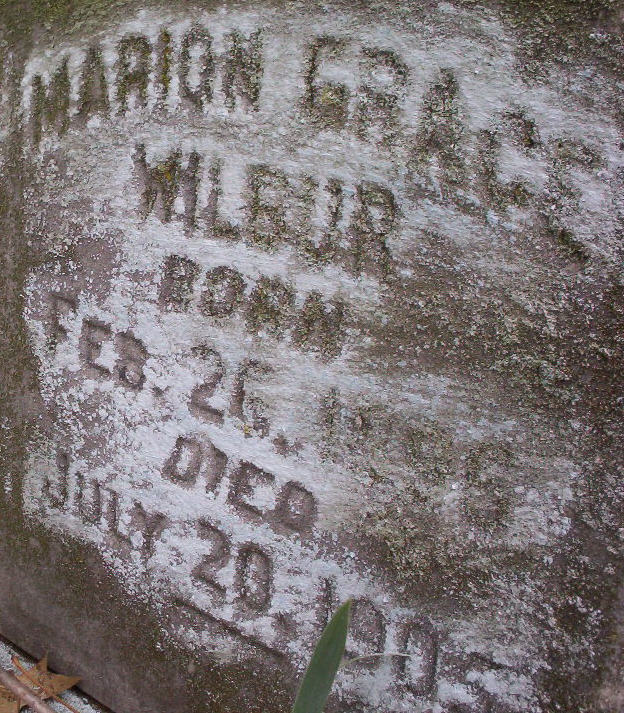 MARION GRACE
WILBUR
BORN
FEB. 26,
DIED
JULY 20,